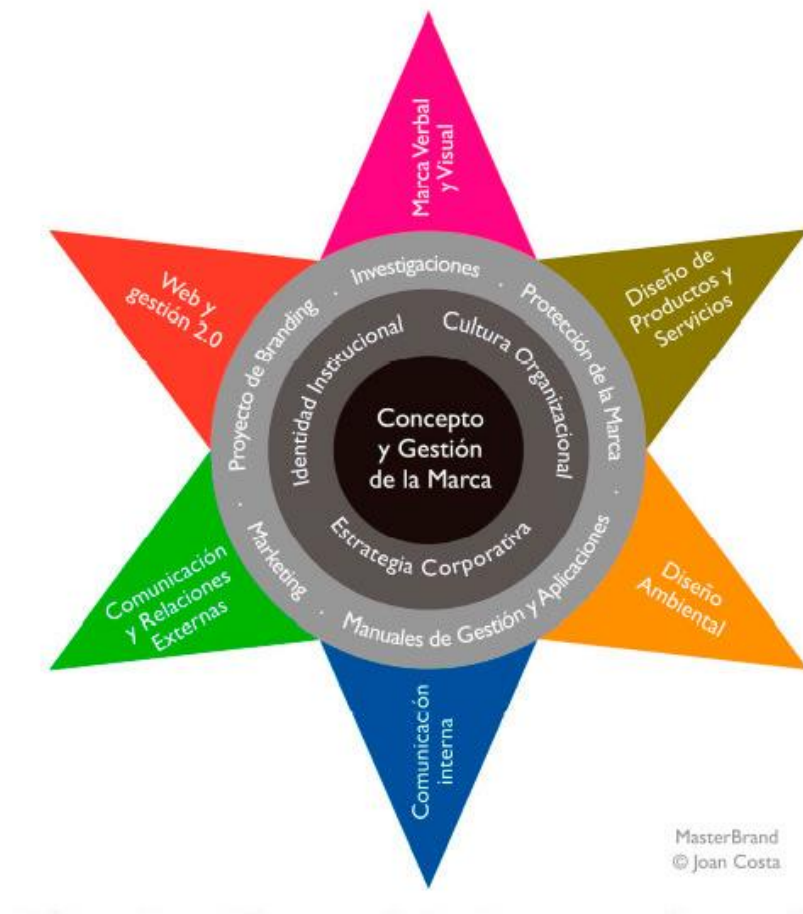 Marca Verbal
y Visual
Diseño de
Productos y
Servicios
Diseño
Ambiental
Comunicación
interna
Comunicación
y Relaciones
Externas
Web y
gestión 2.0
Proyecto de Branding · Investigaciones · Protección de la Marca · Manuales de Gestión y Aplicaciones · Marketing ·
Identidad Institucional
Cultura Organizacional
Estrategia Corporativa
Concepto
y Gestión
de la Marca
MasterBrand
© Joan Costa